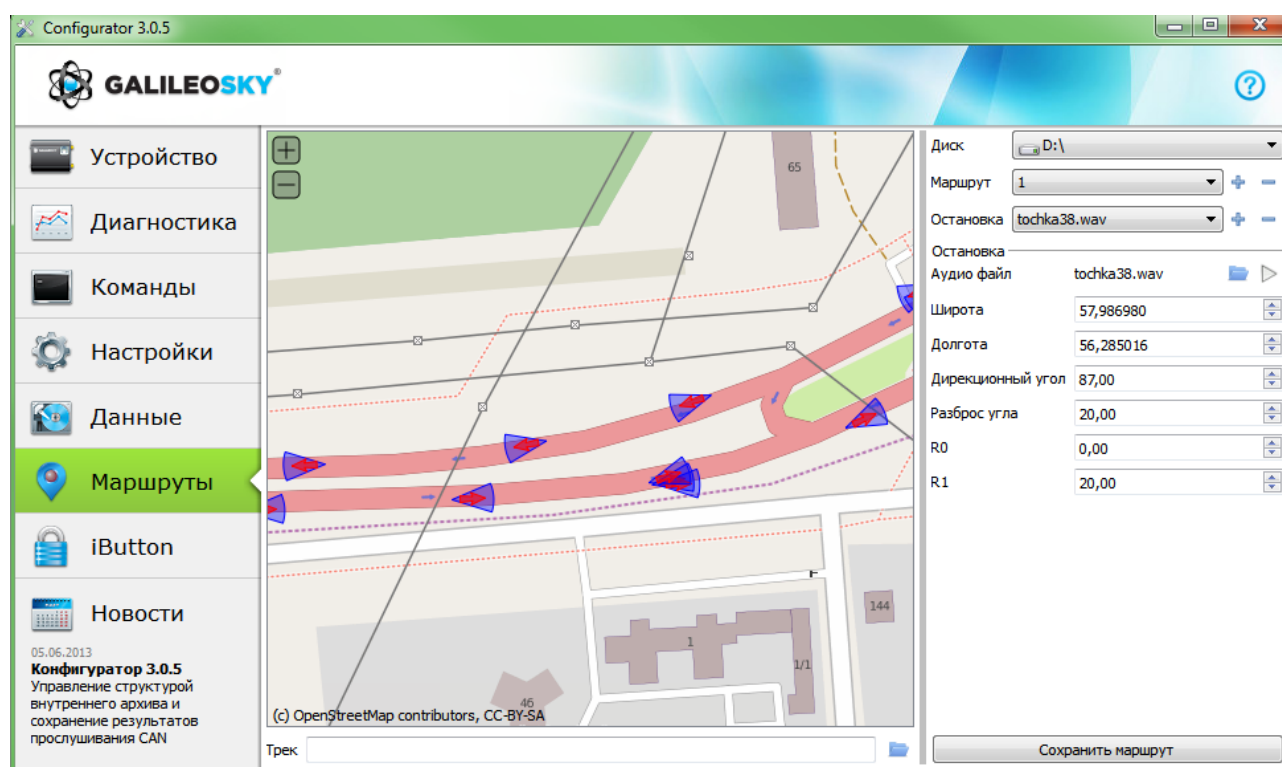 Configurator 3.0.5
GALILEOSKY®
Устройство
Диагностика
Команды
Настройки
Данные
Маршруты
iButton
Новости
05.06.2013
Конфигуратор 3.0.5
Управление структурой
внутреннего архива и
сохранение результатов
прослушивания CAN
65
144
1
1/1
46
(c) OpenStreetMap contributors, CC-BY-SA
Трек
Диск D:\
Маршрут 1
Остановка tochka38.wav
Остановка
Аудио файл tochka38.wav
Широта 57,986980
Долгота 56,285016
Дирекционный угол 87,00
Разброс угла 20,00
R0 0,00
R1 20,00
Сохранить маршрут